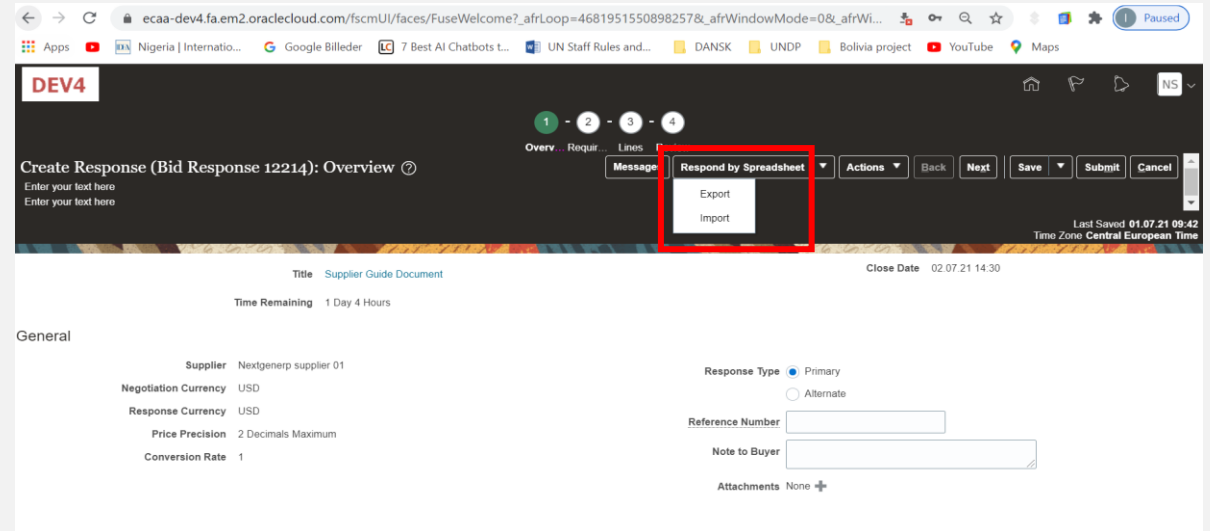 ecaa-dev4.fa.em2.oraclecloud.com/fscmUI/faces/FuseWelcome?_afrLoop=4681951550898257&_afrWindowMode=0&_afrWi...
I Paused
Apps Nigeria | Internatio... Google Billeder LC 7 Best AI Chatbots t... UN Staff Rules and... DANSK UNDP Bolivia project YouTube Maps
DEV4
NS
1 - 2 - 3 - 4
Overv... Requir... Lines
Create Response (Bid Response 12214): Overview ?
Message Respond by Spreadsheet Actions Back Next Save Submit Cancel
Enter your text here
Export
Enter your text here
Import
Last Saved 01.07.21 09:42
Time Zone Central European Time
Title Supplier Guide Document
Close Date 02.07.21 14:30
Time Remaining 1 Day 4 Hours
General
Supplier Nextgenerp supplier 01
Response Type Primary
Negotiation Currency USD
Alternate
Response Currency USD
Reference Number
Price Precision 2 Decimals Maximum
Note to Buyer
Conversion Rate 1
Attachments None